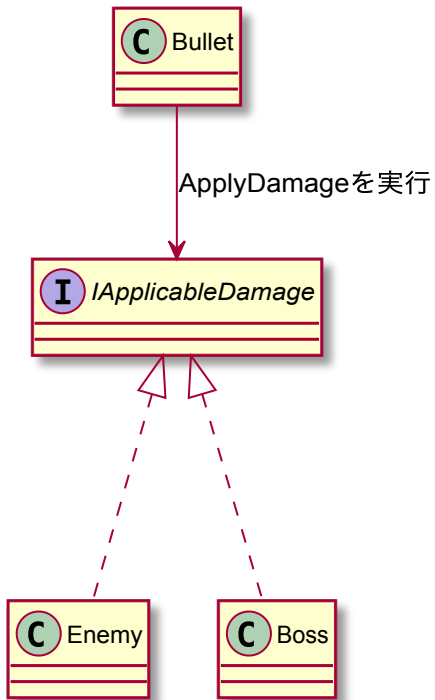 C Bullet
ApplyDamageを実行
I IApplicableDamage
C Enemy
C Boss